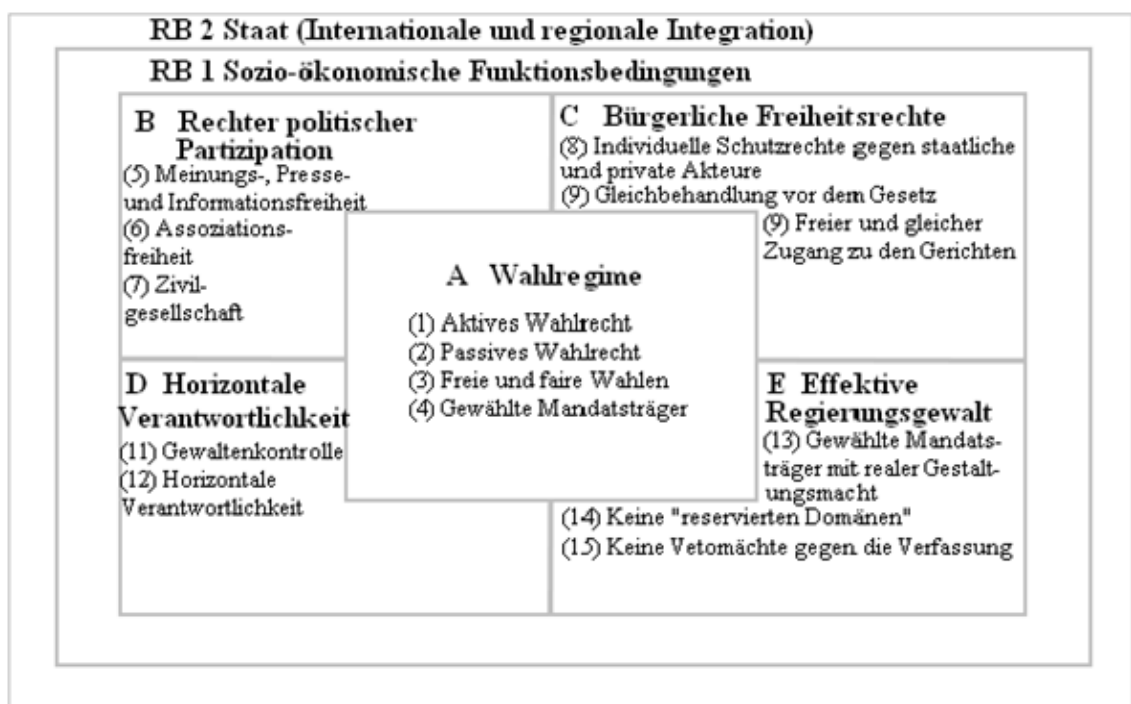 RB 2 Staat (Internationale und regionale Integration)
RB 1 Sozio-ökonomische Funktionsbedingungen
B Rechter politischer
Partizipation
(5) Meinungs-, Presse-
und Informationsfreiheit
(6) Assoziations-
freiheit
(7) Zivil-
gesellschaft
C Bürgerliche Freiheitsrechte
(8) Individuelle Schutzrechte gegen staatliche
und private Akteure
(9) Gleichbehandlung vor dem Gesetz
(9) Freier und gleicher
Zugang zu den Gerichten
A Wahlregime
(1) Aktives Wahlrecht
(2) Passives Wahlrecht
(3) Freie und faire Wahlen
(4) Gewählte Mandatsträger
D Horizontale
Verantwortlichkeit
(11) Gewaltenkontrolle
(12) Horizontale
Verantwortlichkeit
E Effektive
Regierungsgewalt
(13) Gewählte Mandats-
träger mit realer Gestalt-
ungsmacht
(14) Keine "reservierten Domänen"
(15) Keine Vetomächte gegen die Verfassung